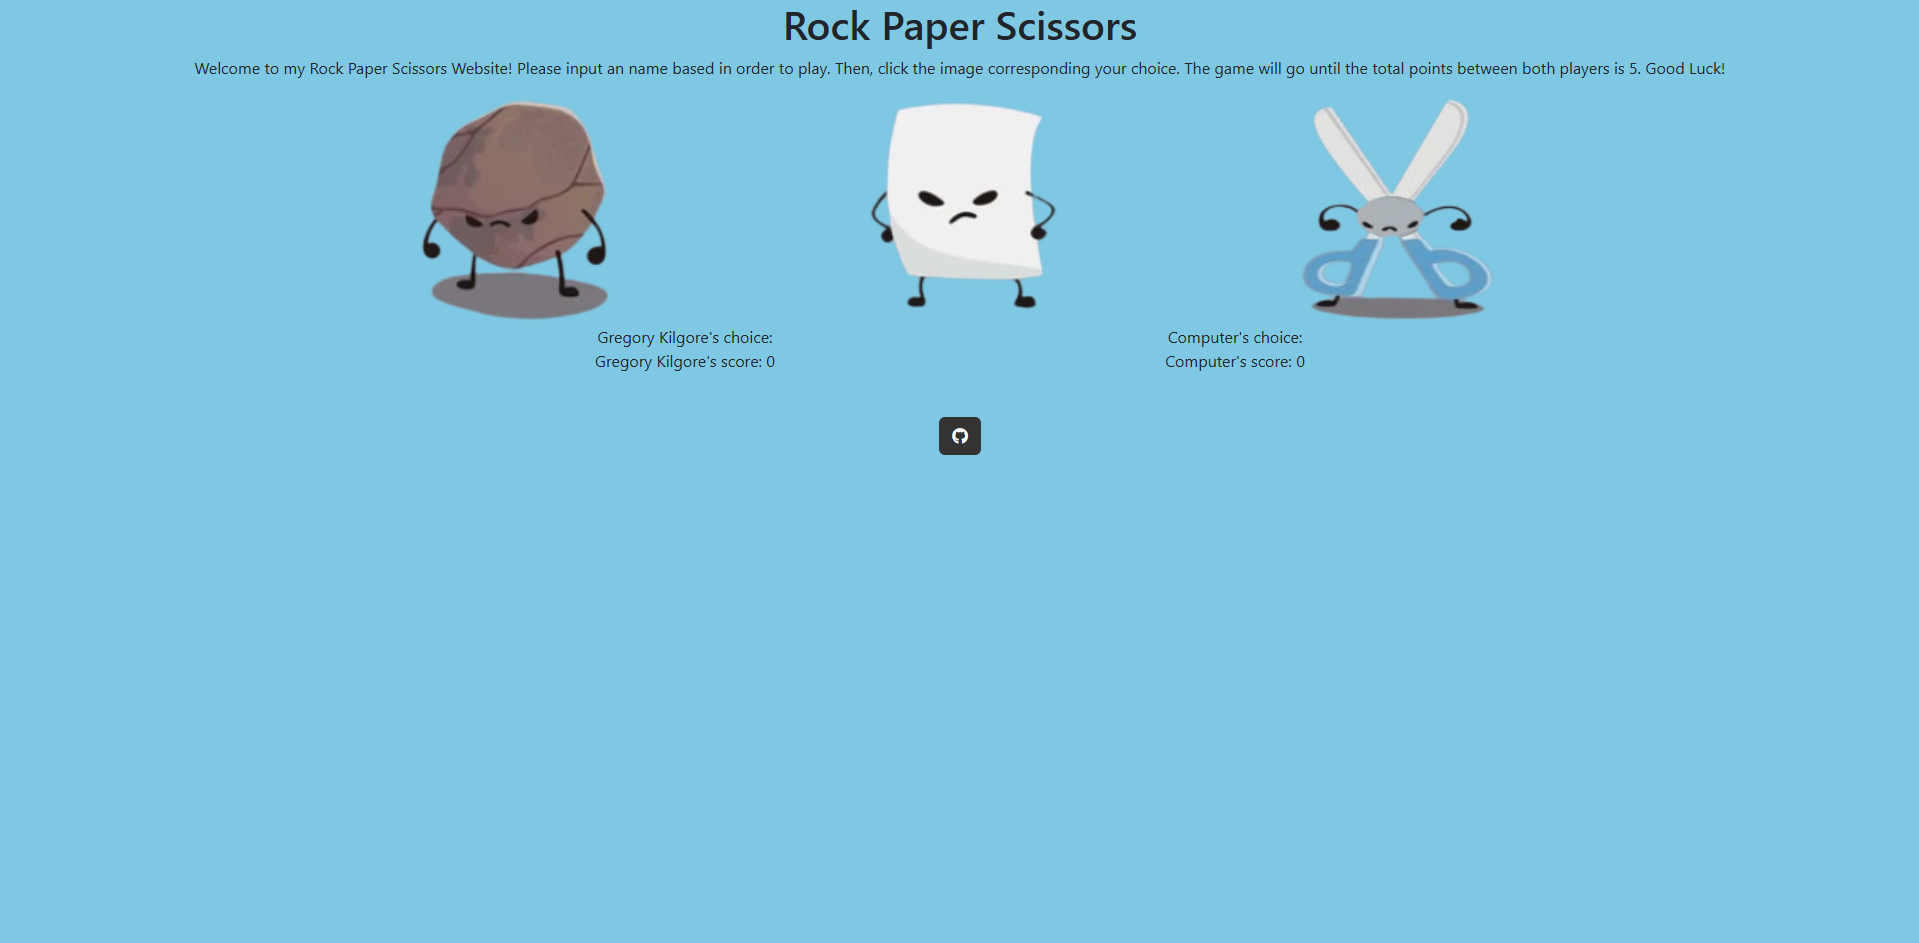 Rock Paper Scissors
Welcome to my Rock Paper Scissors Website! Please input an name based in order to play. Then, click the image corresponding your choice. The game will go until the total points between both players is 5. Good Luck!
Gregory Kilgore's choice:
Gregory Kilgore's score: 0
Computer's choice:
Computer's score: 0